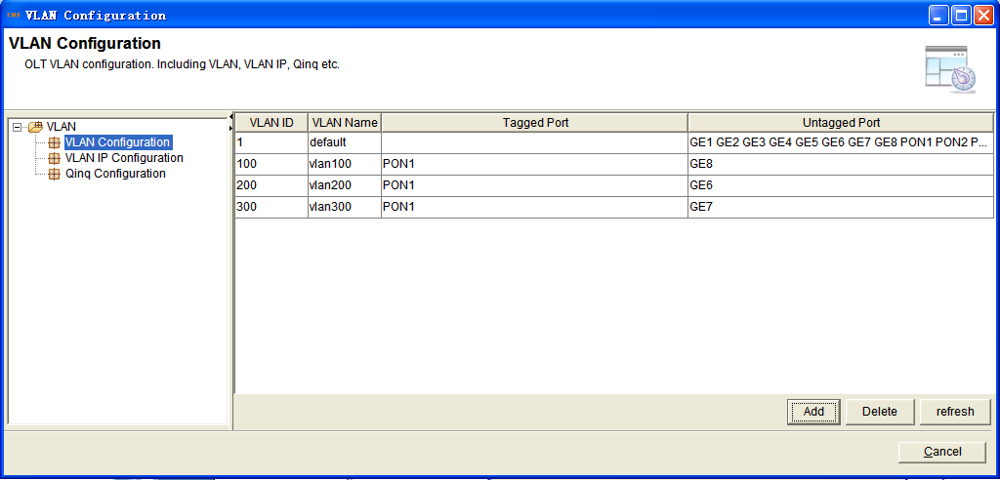 EMS VLAN Configuration
VLAN Configuration
OLT VLAN configuration. Including VLAN, VLAN IP, Qinq etc.
VLAN
VLAN Configuration
VLAN IP Configuration
Qinq Configuration
VLAN ID VLAN Name Tagged Port Untagged Port
1 default GE1 GE2 GE3 GE4 GE5 GE6 GE7 GE8 PON1 PON2 P...
100 vlan100 PON1 GE8
200 vlan200 PON1 GE6
300 vlan300 PON1 GE7
Add Delete refresh
Cancel